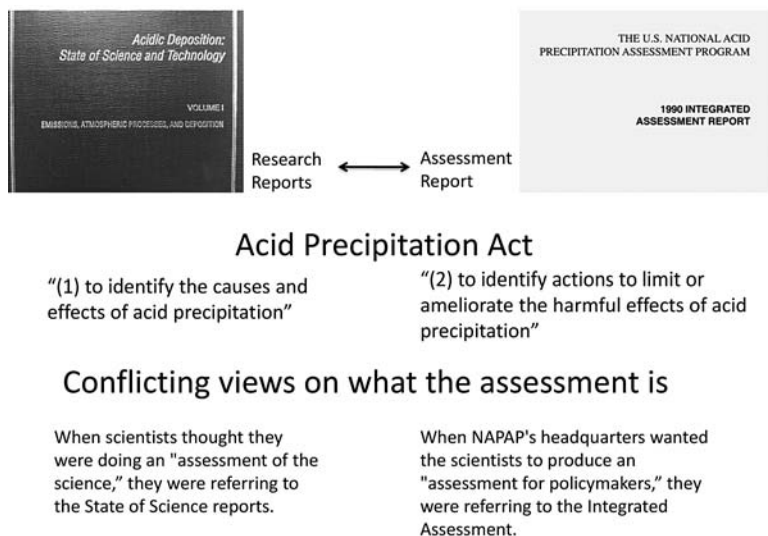 Acidic Deposition:
State of Science and Technology
VOLUME I
EMISSIONS, ATMOSPHERIC PROCESSES, AND DEPOSITION
THE U.S. NATIONAL ACID
PRECIPITATION ASSESSMENT PROGRAM
1990 INTEGRATED
ASSESSMENT REPORT
Research
Reports
Assessment
Report
Acid Precipitation Act
“(1) to identify the causes and
effects of acid precipitation”
“(2) to identify actions to limit or
ameliorate the harmful effects of acid
precipitation”
Conflicting views on what the assessment is
When scientists thought they
were doing an "assessment of the
science,” they were referring to
the State of Science reports.
When NAPAP's headquarters wanted
the scientists to produce an
"assessment for policymakers,” they
were referring to the Integrated
Assessment.